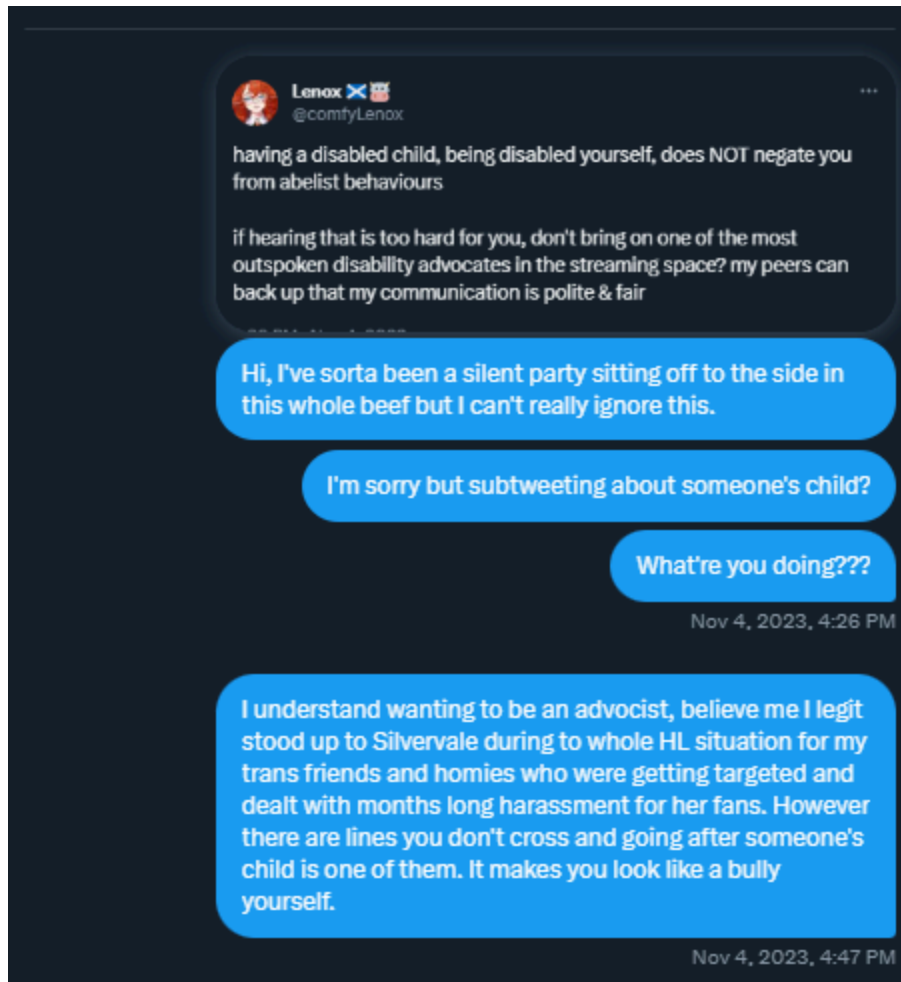 Lenox
@comfyLenox
having a disabled child, being disabled yourself, does NOT negate you
from abelist behaviours
if hearing that is too hard for you, don't bring on one of the most
outspoken disability advocates in the streaming space? my peers can
back up that my communication is polite & fair
Hi, I've sorta been a silent party sitting off to the side in
this whole beef but I can't really ignore this.
I'm sorry but subtweeting about someone's child?
What're you doing???
Nov 4, 2023, 4:26 PM
I understand wanting to be an advocist, believe me I legit
stood up to Silvervale during to whole HL situation for my
trans friends and homies who were getting targeted and
dealt with months long harassment for her fans. However
there are lines you don't cross and going after someone's
child is one of them. It makes you look like a bully
yourself.
Nov 4, 2023, 4:47 PM